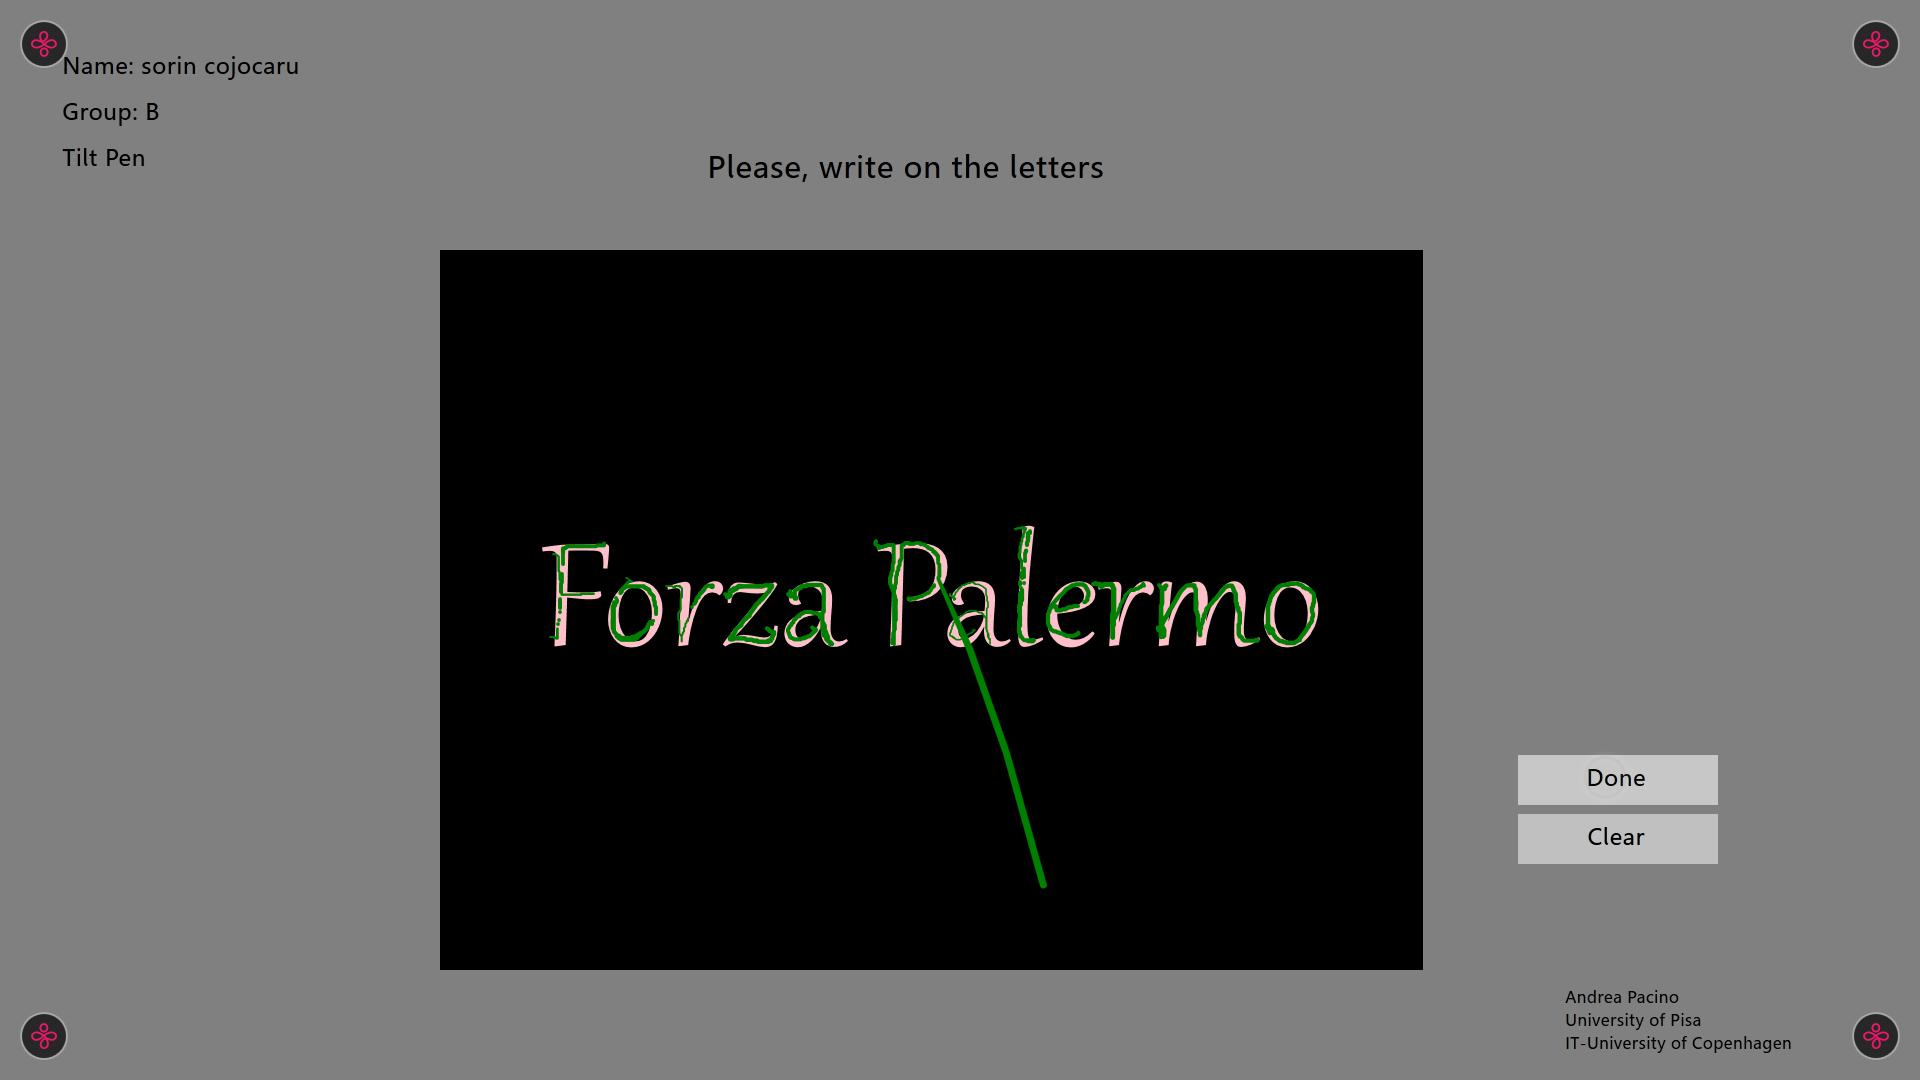 Name: sorin cojocaru
Group: B
Tilt Pen
Please, write on the letters
Forza Palermo
Done
Clear
Andrea Pacino
University of Pisa
IT-University of Copenhagen